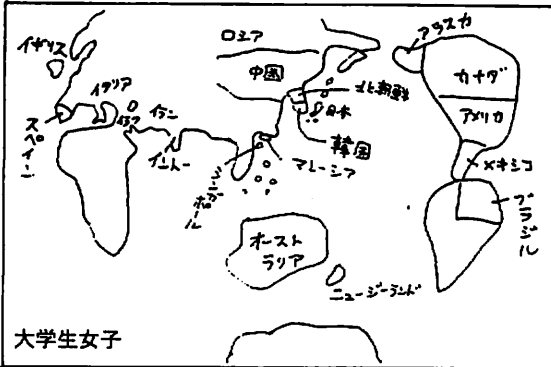 イギリス
ロシア
アラスカ
イタリア
中国
カナダ
北朝鮮
イラン
日本
アメリカ
スペイン
韓国
マレーシア
メキシコ
シンガポール
ブラジル
オースト
ラリア
ニュージーランド
大学生女子